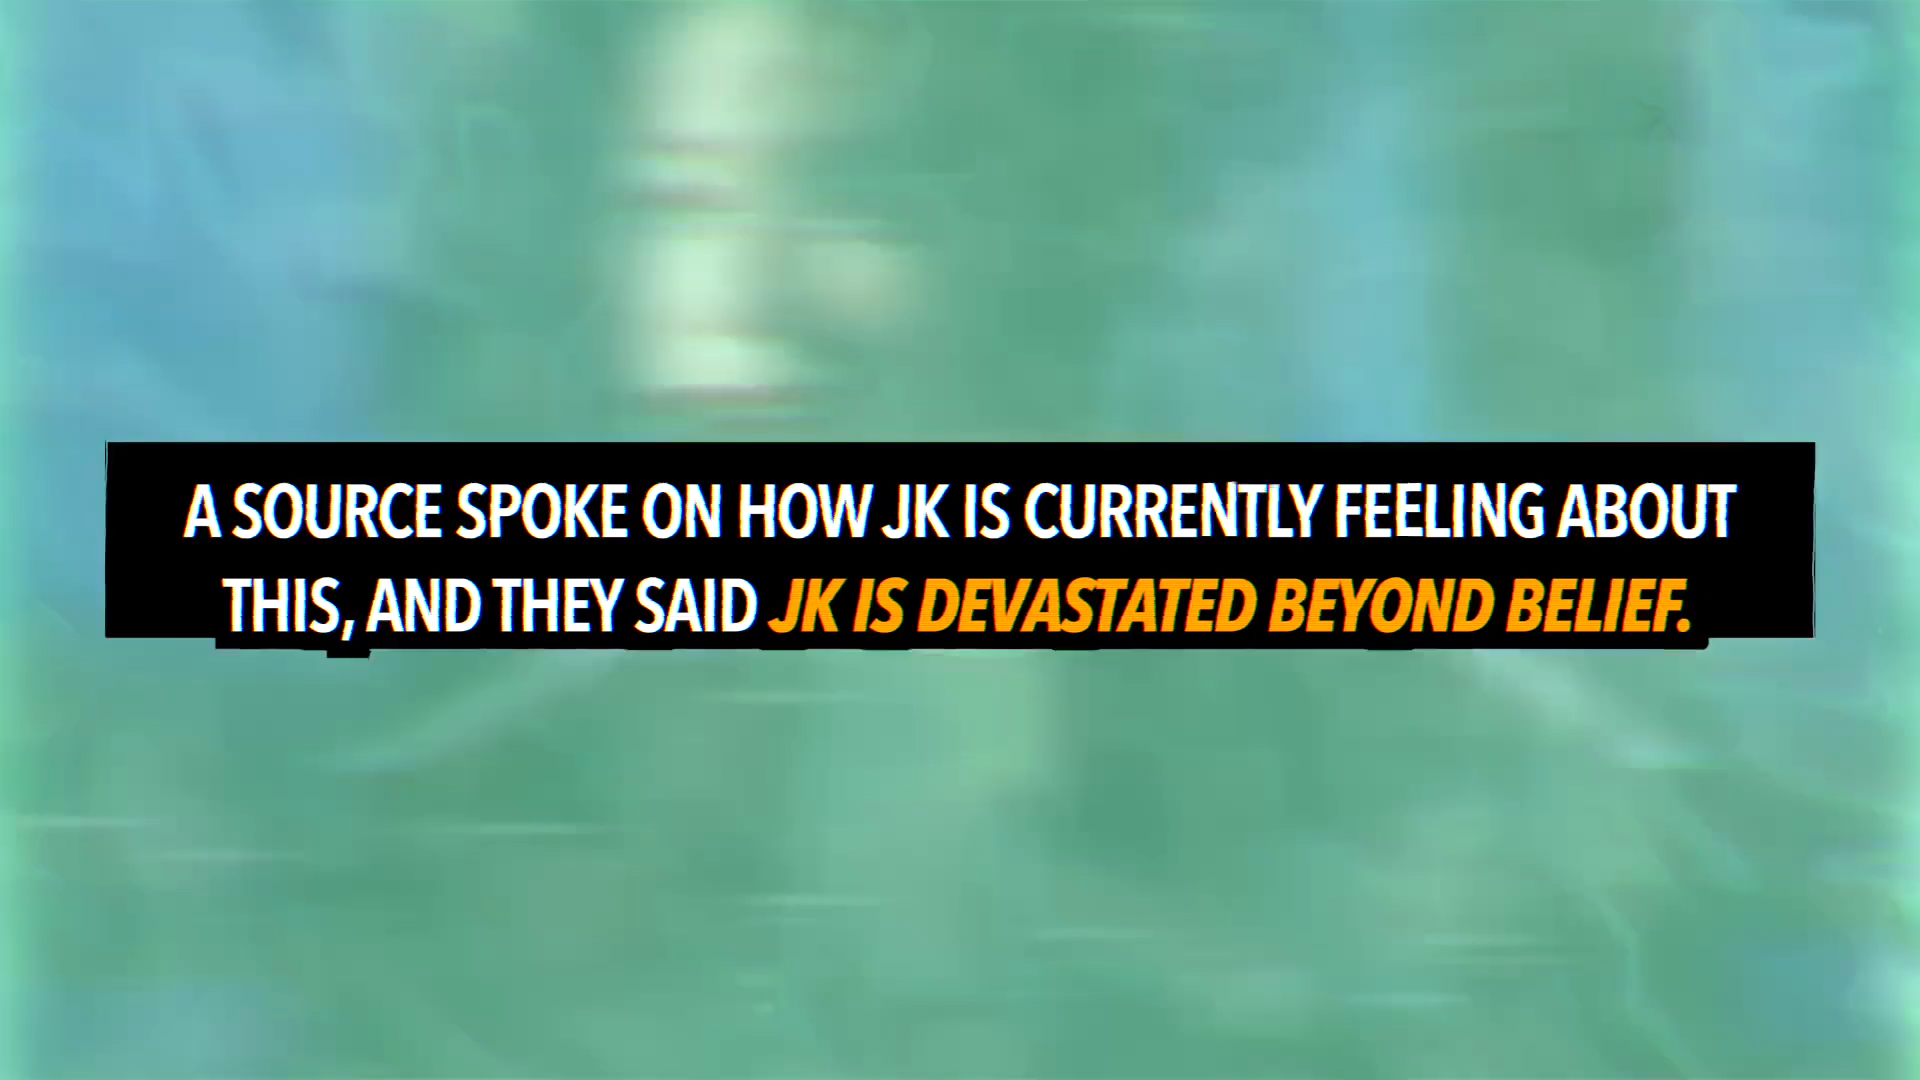 A SOURCE SPOKE ON HOW JK IS CURRENTLY FEELING ABOUT
THIS, AND THEY SAID JK IS DEVASTATED BEYOND BELIEF.